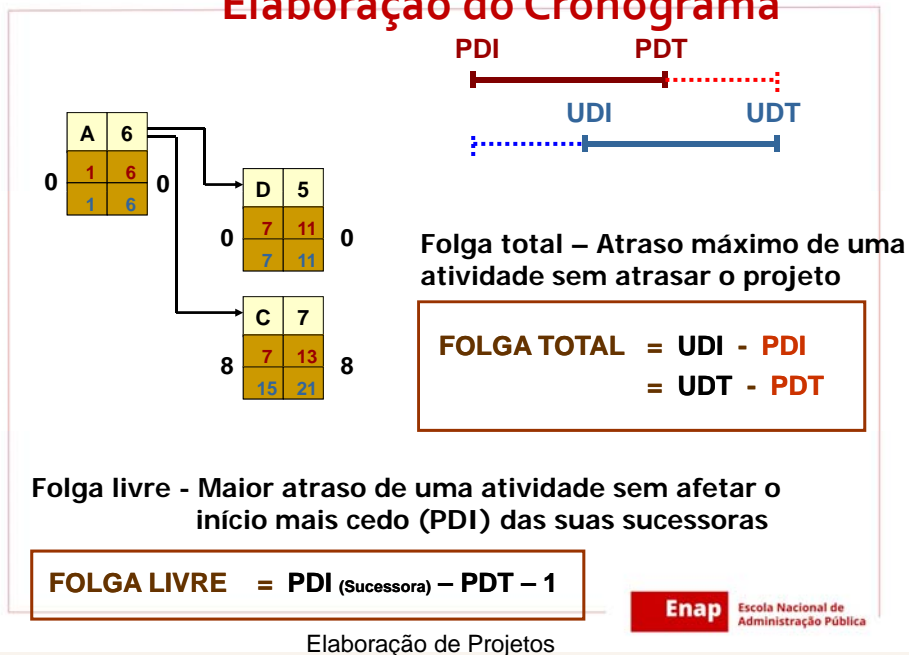 Elaboração do Cronograma
PDI PDT
UDI UDT
A 6
0 1 6 0
1 6
D 5
0 7 11 0
7 11
C 7
8 7 13 8
15 21
Folga total – Atraso máximo de uma
atividade sem atrasar o projeto
FOLGA TOTAL = UDI - PDI
= UDT - PDT
Folga livre - Maior atraso de uma atividade sem afetar o
início mais cedo (PDI) das suas sucessoras
FOLGA LIVRE = PDI (Sucessora) – PDT – 1
Enap Escola Nacional de
Administração Pública
Elaboração de Projetos